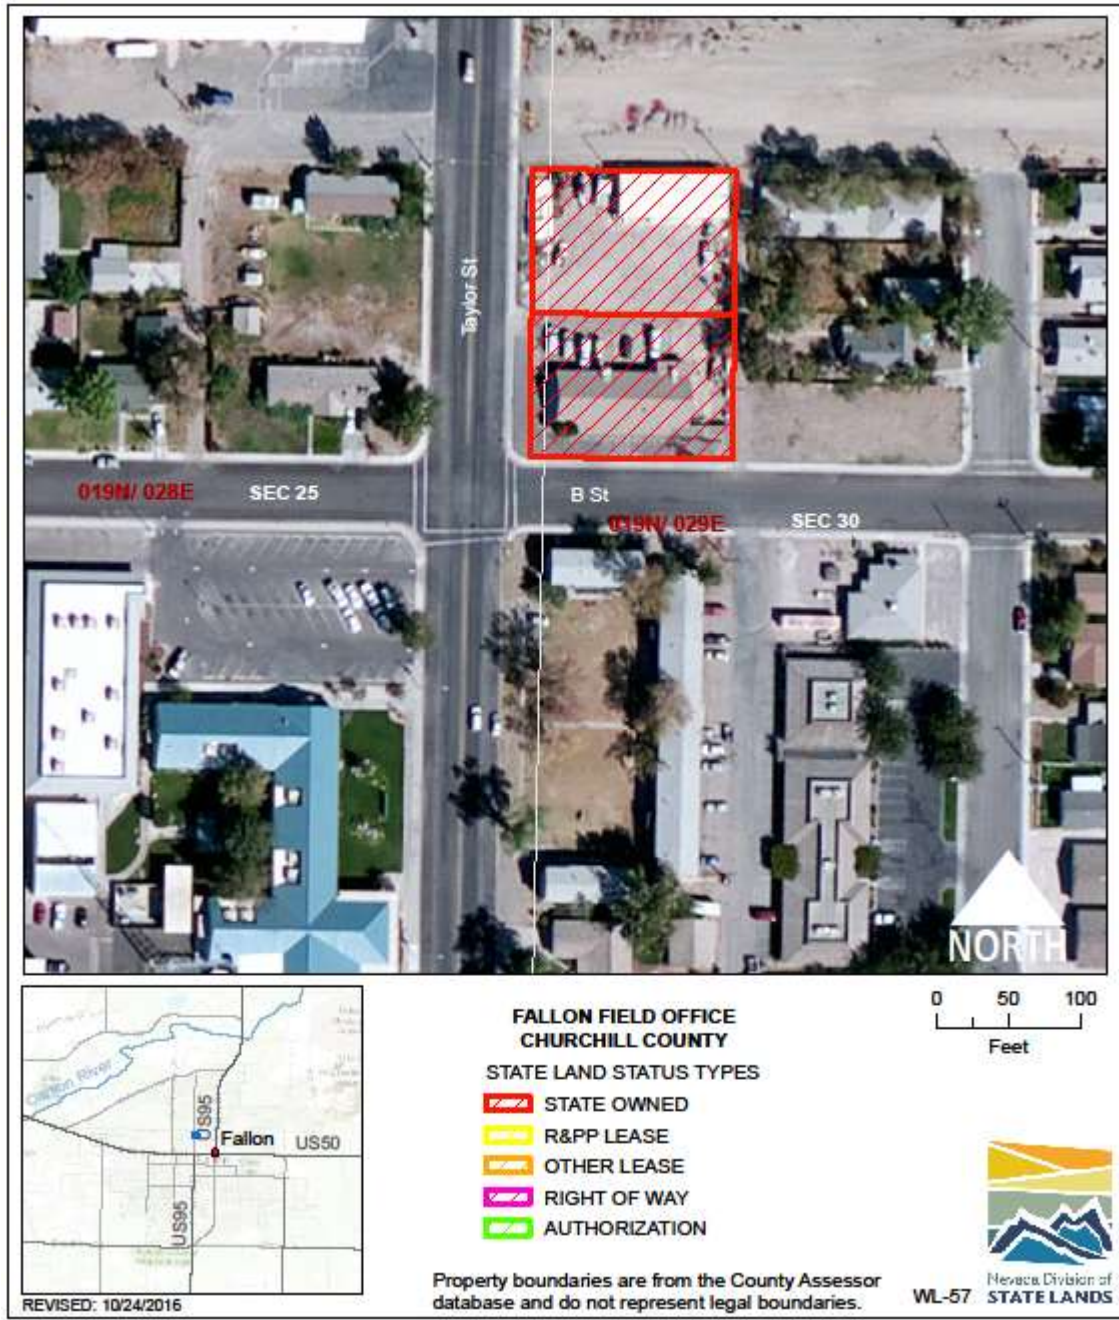 Taylor St
019N/ 028E
SEC 25
B St
019N/ 029E
SEC 30
NORTH
Carson River
US95
Fallon
US50
US95
REVISED: 10/24/2016
FALLON FIELD OFFICE
CHURCHILL COUNTY
STATE LAND STATUS TYPES
STATE OWNED
R&PP LEASE
OTHER LEASE
RIGHT OF WAY
AUTHORIZATION
Property boundaries are from the County Assessor
database and do not represent legal boundaries.
0 50 100
Feet
WL-57
Nevada Division of
STATE LANDS